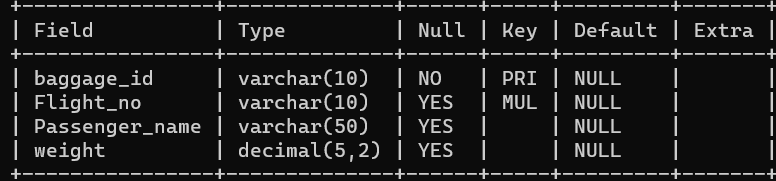 +-----------------+--------------+------+-----+---------+-------+
| Field           | Type         | Null | Key | Default | Extra |
+-----------------+--------------+------+-----+---------+-------+
| baggage_id      | varchar(10)  | NO   | PRI | NULL    |       |
| Flight_no       | varchar(10)  | YES  | MUL | NULL    |       |
| Passenger_name | varchar(50)  | YES  |     | NULL    |       |
| weight          | decimal(5,2) | YES  |     | NULL    |       |
+-----------------+--------------+------+-----+---------+-------+